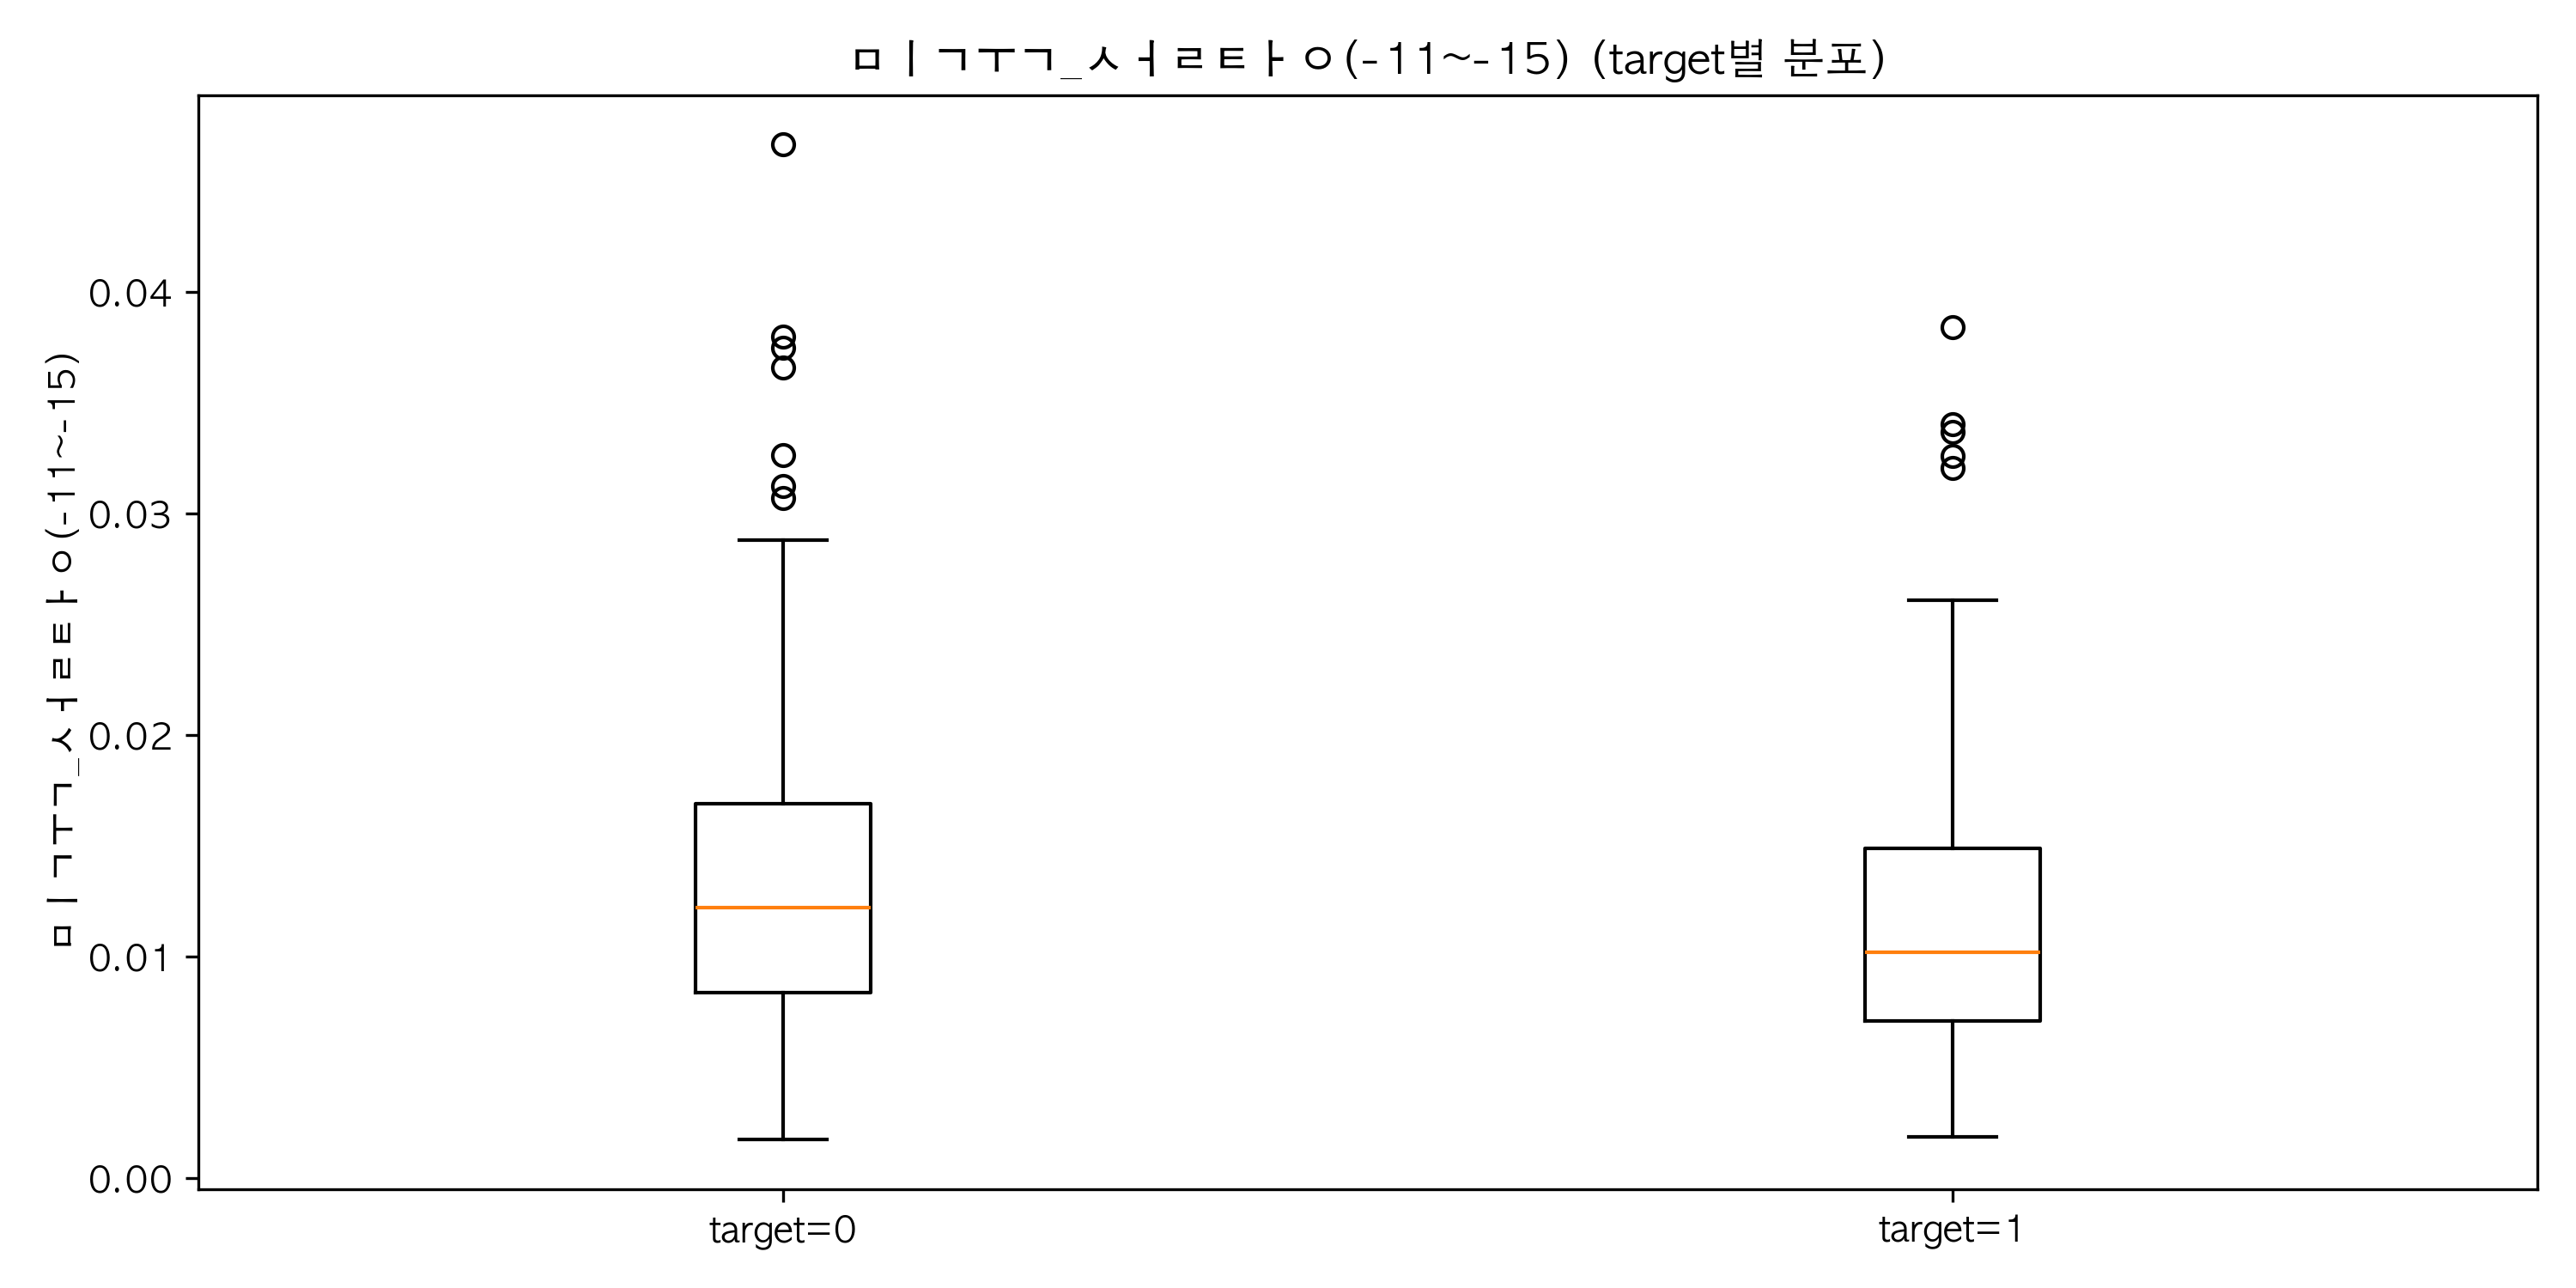 ㅁㅣㄱㅜㄱ_ㅅㅓㄹㅌㅏㅇ(-11~-15) (target별 분포)
ㅁㅣㄱㅜㄱ_ㅅㅓㄹㅌㅏㅇ(-11~-15)
0.04
0.03
0.02
0.01
0.00
target=0
target=1